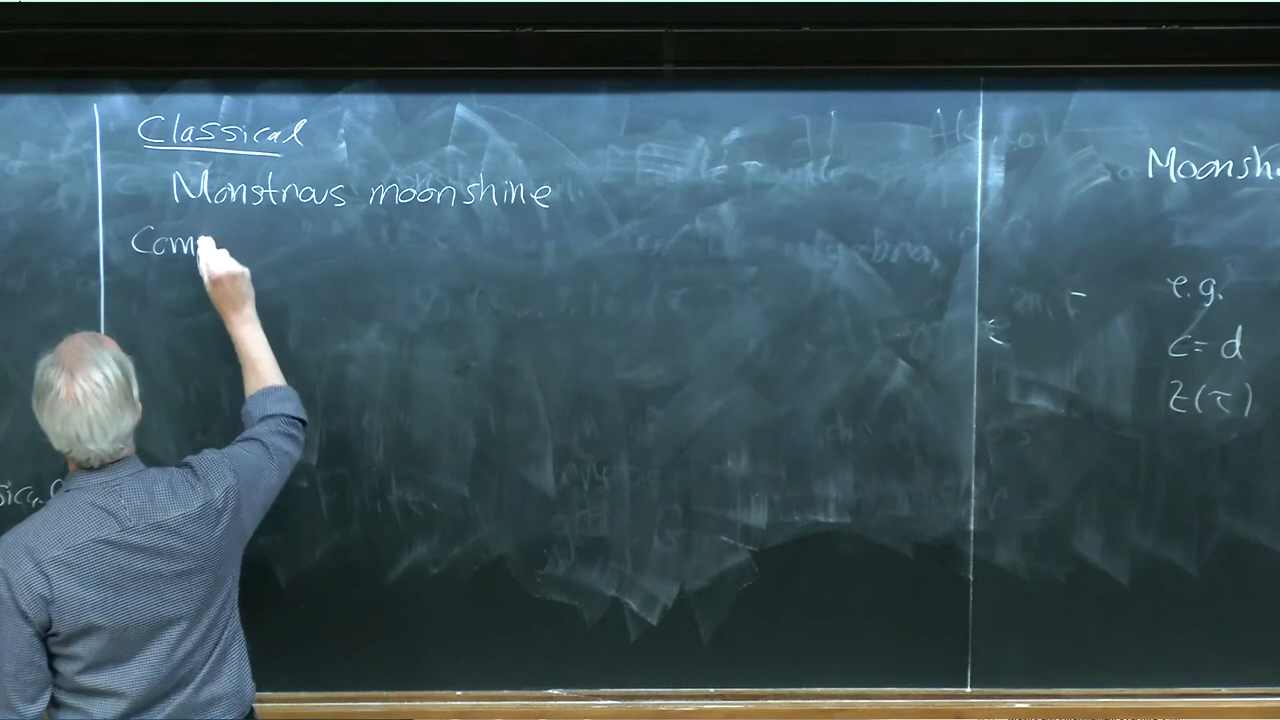 Classical
Monstrous moonshine
Com
Moonsh
e.g.
c = d
Z(τ)